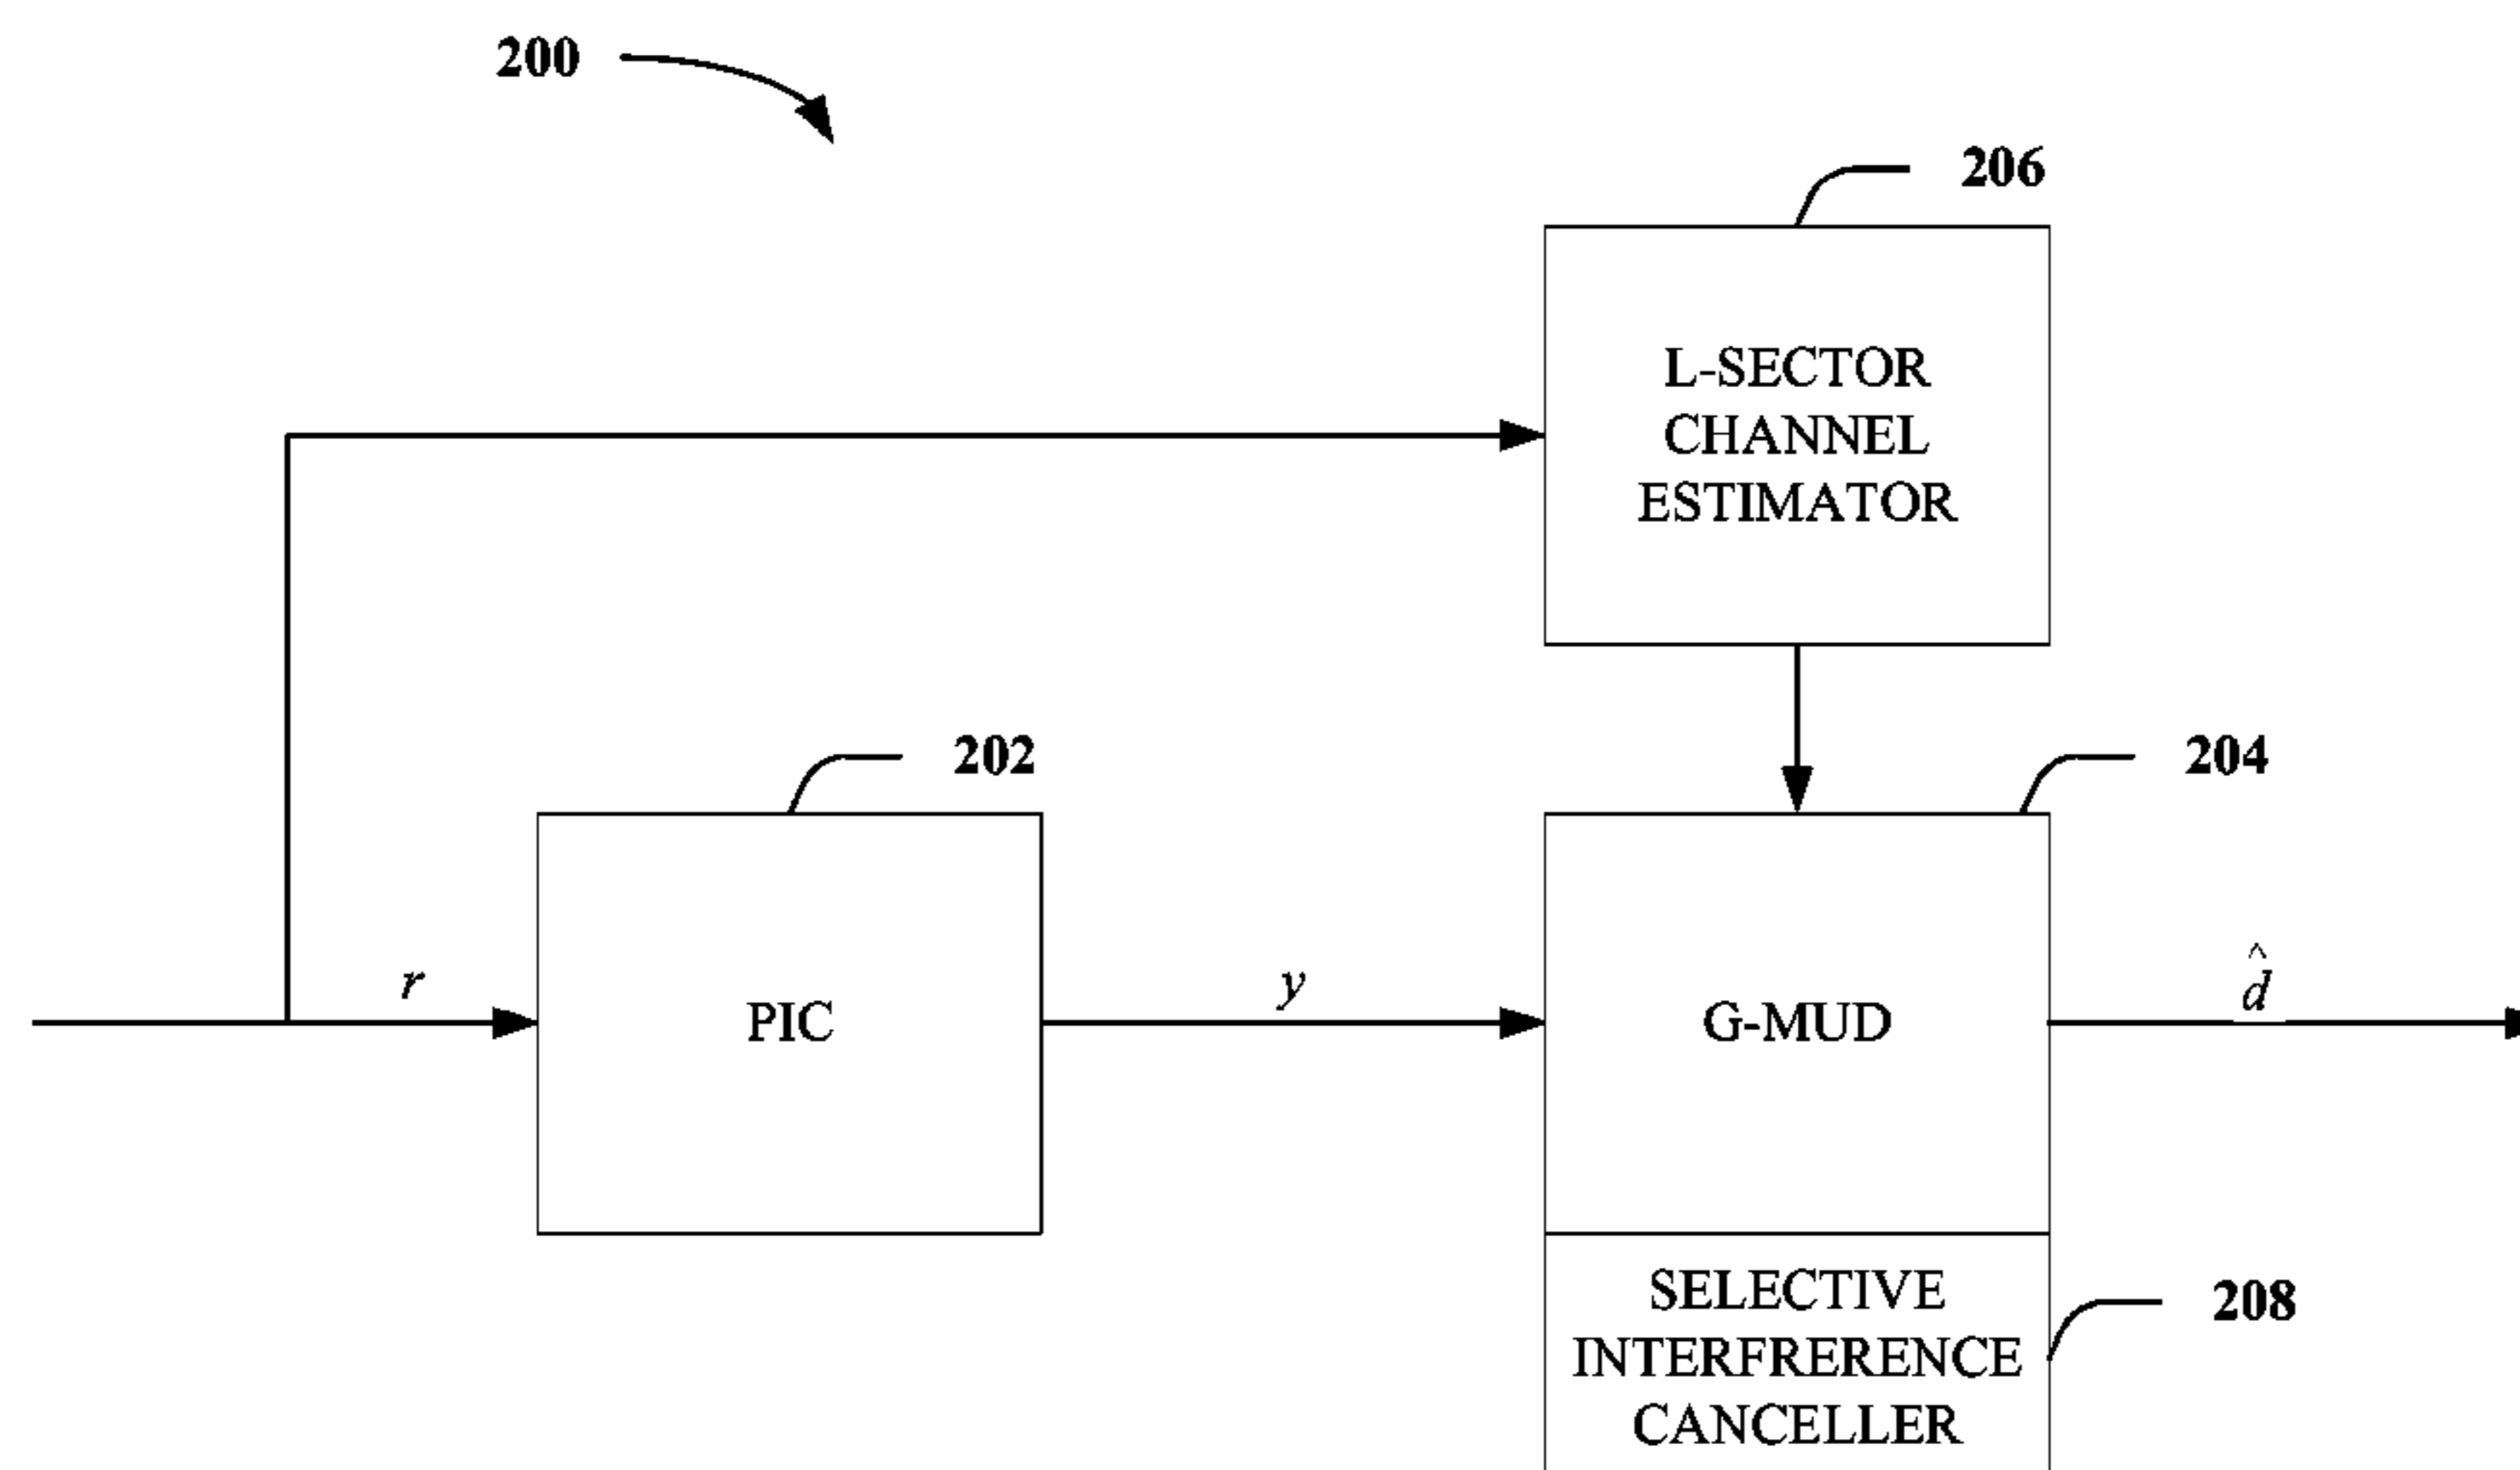 200
206
L-SECTOR
CHANNEL
ESTIMATOR
202
204
r
PIC
y
G-MUD
d̂
SELECTIVE
INTERFRERENCE
CANCELLER
208